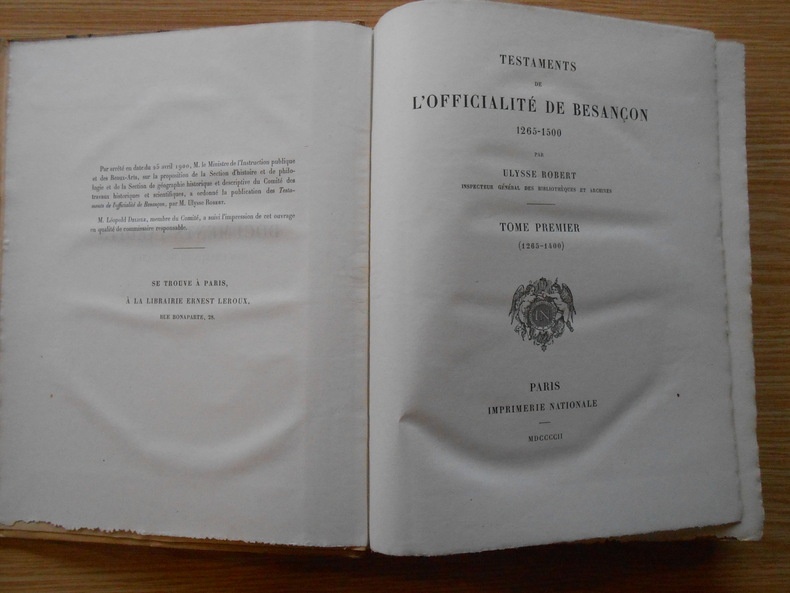 Par arrêté en date du 25 avril 1900, M. le Ministre de l'Instruction publique
et des Beaux-Arts, sur la proposition de la Section d'histoire et de philo-
logie et de la Section de géographie historique et descriptive du Comité des
travaux historiques et scientifiques, a ordonné la publication des Testa-
ments de l'officialité de Besançon, par M. Ulysse Robert.
M. Léopold Delisle, membre du Comité, a suivi l'impression de cet ouvrage
en qualité de commissaire responsable.
SE TROUVE À PARIS,
À LA LIBRAIRIE ERNEST LEROUX,
RUE BONAPARTE, 28.
TESTAMENTS
DE
L'OFFICIALITÉ DE BESANÇON
1265-1500
PAR
ULYSSE ROBERT
INSPECTEUR GÉNÉRAL DES BIBLIOTHÈQUES ET ARCHIVES
TOME PREMIER
(1265-1400)
PARIS
IMPRIMERIE NATIONALE
MDCCCCII